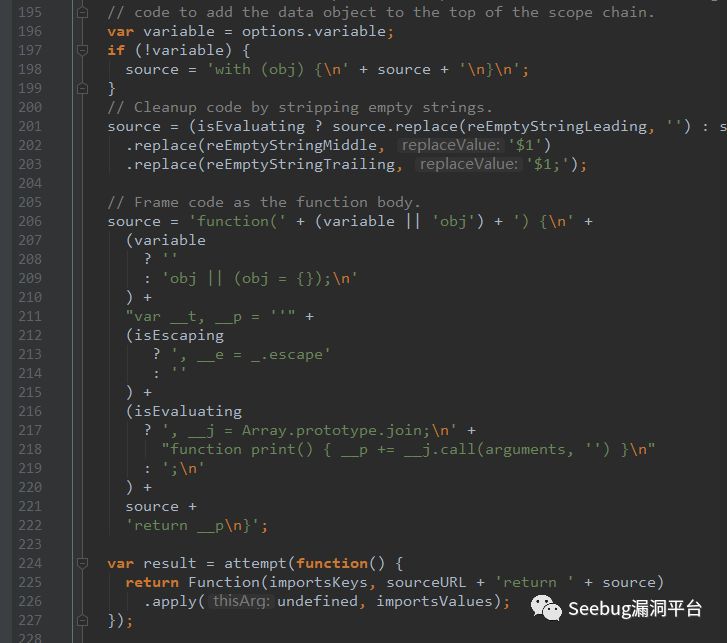 195 // code to add the data object to the top of the scope chain.
196 var variable = options.variable;
197 if (!variable) {
198 source = 'with (obj) {\n' + source + '\n}\n';
199 }
200 // Cleanup code by stripping empty strings.
201 source = (isEvaluating ? source.replace(reEmptyStringLeading, '') : s
202 .replace(reEmptyStringMiddle, replaceValue: '$1')
203 .replace(reEmptyStringTrailing, replaceValue: '$1;');
204
205 // Frame code as the function body.
206 source = 'function(' + (variable || 'obj') + ') {\n' +
207 (variable
208 ? ''
209 : 'obj || (obj = {});\n'
210 ) +
211 "var __t, __p = ''" +
212 (isEscaping
213 ? ', __e = _.escape'
214 : ''
215 ) +
216 (isEvaluating
217 ? ', __j = Array.prototype.join;\n' +
218 "function print() { __p += __j.call(arguments, '') }\n"
219 : ';\n'
220 ) +
221 source +
222 'return __p\n}';
223
224 var result = attempt(function() {
225 return Function(importsKeys, sourceURL + 'return ' + source)
226 .apply( thisArg: undefined, importsValues);
227 });
228
Seebug漏洞平台